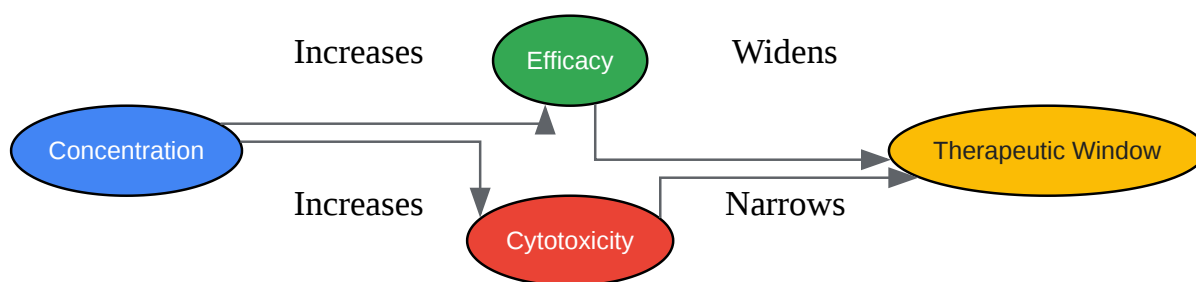 Increases
Efficacy
Widens
Concentration
Therapeutic Window
Increases
Cytotoxicity
Narrows